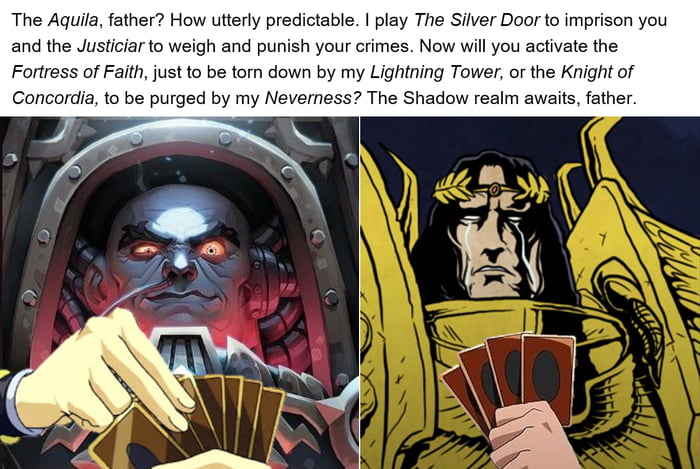 The Aquila, father? How utterly predictable. I play The Silver Door to imprison you
and the Justiciar to weigh and punish your crimes. Now will you activate the
Fortress of Faith, just to be torn down by my Lightning Tower, or the Knight of
Concordia, to be purged by my Neverness? The Shadow realm awaits, father.